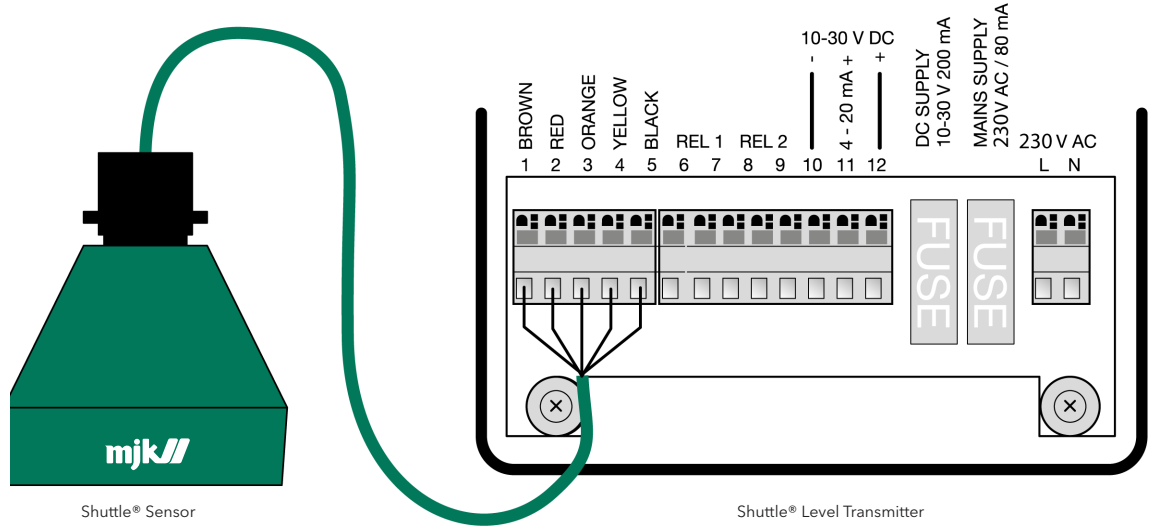 10-30 V DC
- 4 - 20 mA + +
DC SUPPLY
10-30 V 200 mA
MAINS SUPPLY
230V AC / 80 mA
BROWN
RED
ORANGE
YELLOW
BLACK
REL 1 REL 2
230 V AC
1 2 3 4 5 6 7 8 9 10 11 12 L N
FUSE
FUSE
mjk
Shuttle® Sensor
Shuttle® Level Transmitter